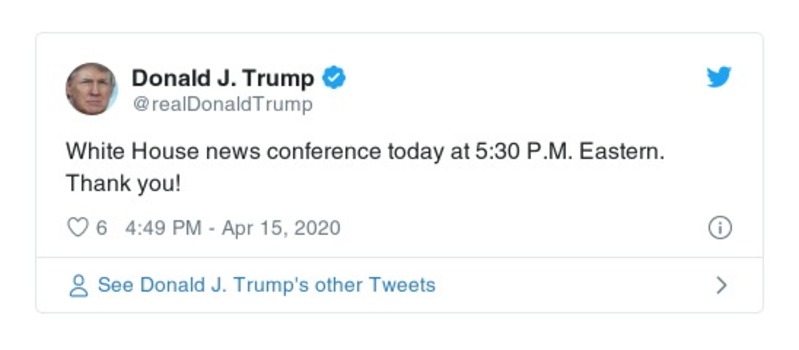 Donald J. Trump
@realDonaldTrump
White House news conference today at 5:30 P.M. Eastern.
Thank you!
6 4:49 PM - Apr 15, 2020
See Donald J. Trump's other Tweets